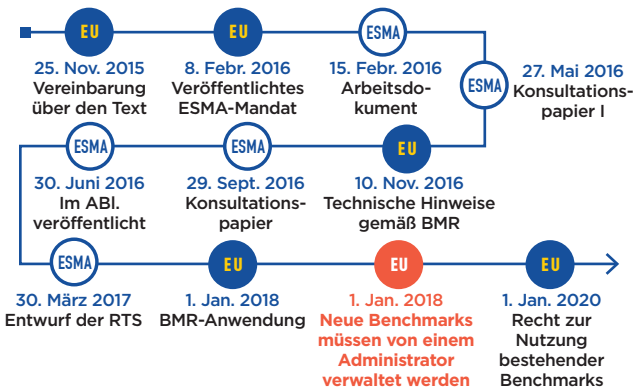 EU
25. Nov. 2015
Vereinbarung
über den Text
EU
8. Febr. 2016
Veröffentlichtes
ESMA-Mandat
ESMA
15. Febr. 2016
Arbeitsdo-
kument
ESMA
27. Mai 2016
Konsultations-
papier I
ESMA
30. Juni 2016
Im ABl.
veröffentlicht
ESMA
29. Sept. 2016
Konsultations-
papier
EU
10. Nov. 2016
Technische Hinweise
gemäß BMR
ESMA
30. März 2017
Entwurf der RTS
EU
1. Jan. 2018
BMR-Anwendung
EU
1. Jan. 2018
Neue Benchmarks
müssen von einem
Administrator
verwaltet werden
EU
1. Jan. 2020
Recht zur
Nutzung
bestehender
Benchmarks